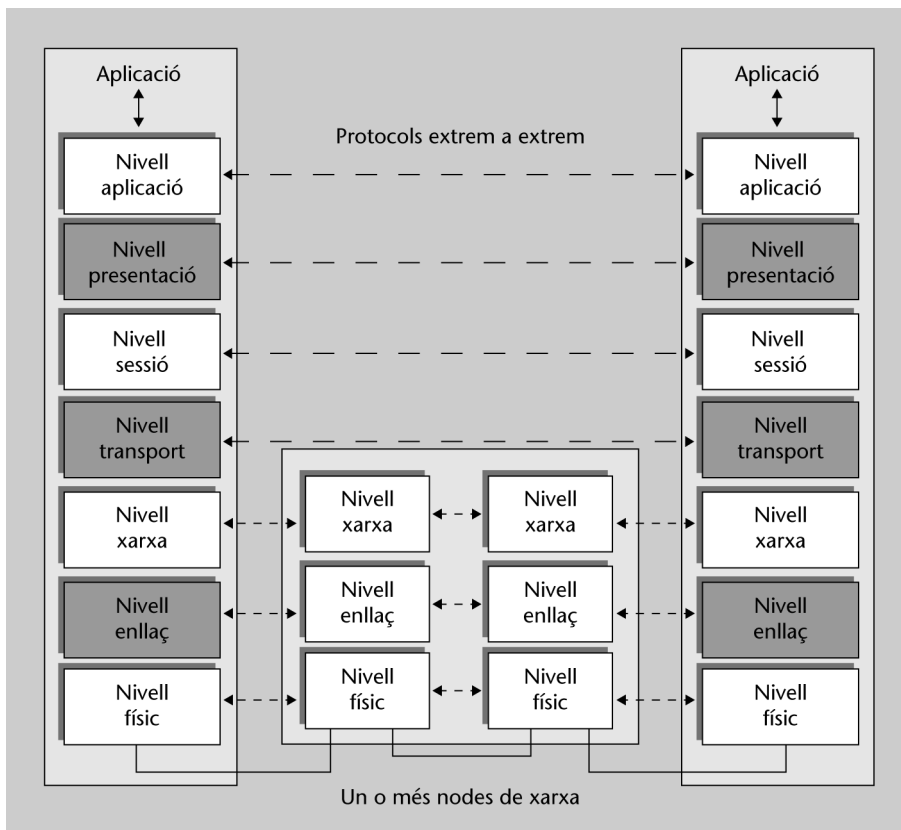 Aplicació
Nivell
aplicació
Nivell
presentació
Nivell
sessió
Nivell
transport
Nivell
xarxa
Nivell
enllaç
Nivell
físic
Protocols extrem a extrem
Nivell
xarxa
Nivell
enllaç
Nivell
físic
Nivell
xarxa
Nivell
enllaç
Nivell
físic
Un o més nodes de xarxa
Aplicació
Nivell
aplicació
Nivell
presentació
Nivell
sessió
Nivell
transport
Nivell
xarxa
Nivell
enllaç
Nivell
físic